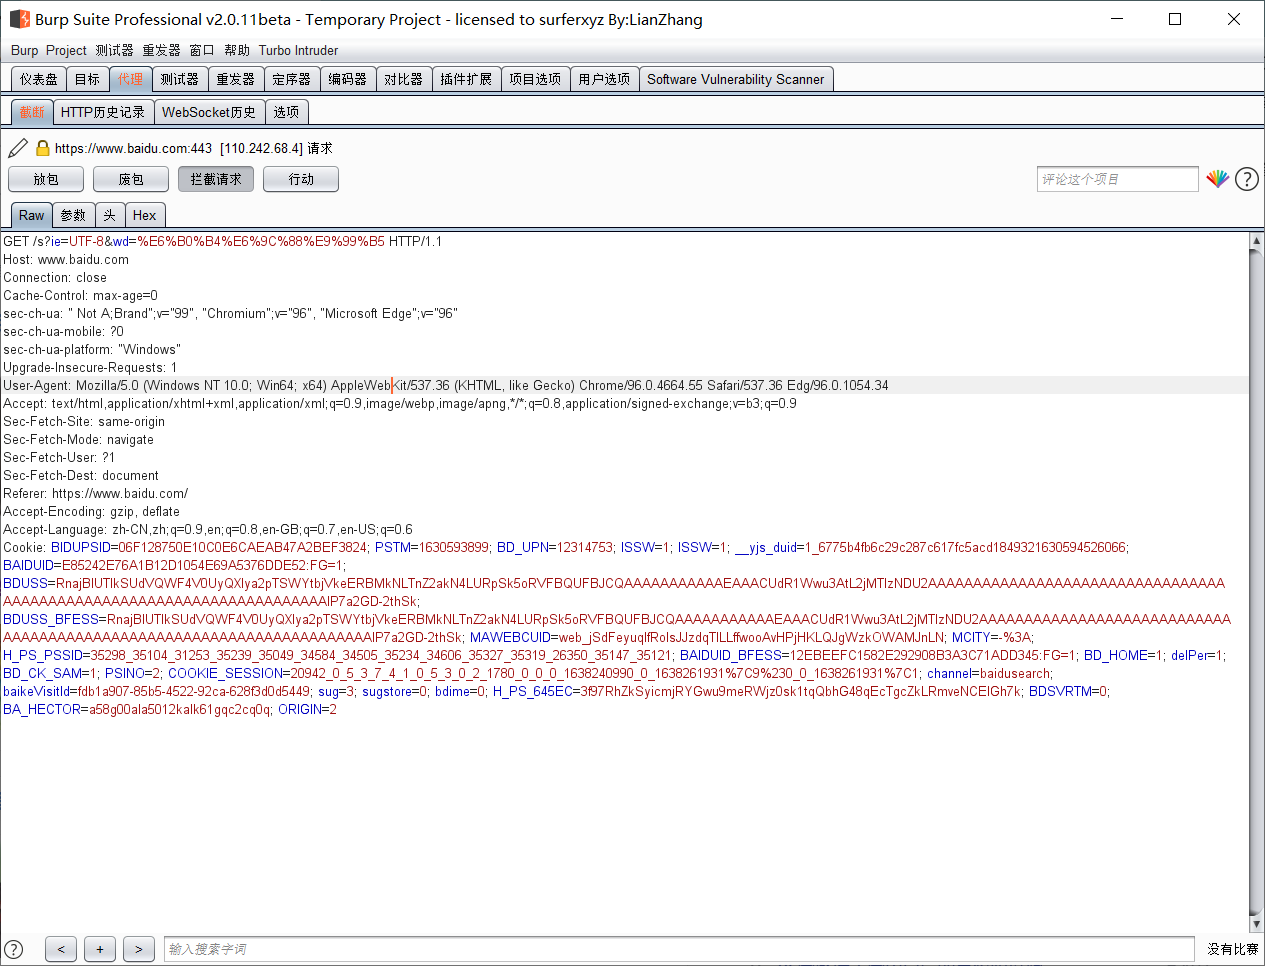 Burp Suite Professional v2.0.11beta - Temporary Project - licensed to surferxyz By:LianZhang
Burp Project 测试器 重发器 窗口 帮助 Turbo Intruder
仪表盘 目标 代理 测试器 重发器 定序器 编码器 对比器 插件扩展 项目选项 用户选项 Software Vulnerability Scanner
截断 HTTP历史记录 WebSocket历史 选项
https://www.baidu.com:443 [110.242.68.4] 请求
放包 废包 拦截请求 行动 评论这个项目 ?
Raw 参数 头 Hex
GET /s?ie=UTF-8&wd=%E6%B0%B4%E6%9C%88%E9%99%B5 HTTP/1.1
Host: www.baidu.com
Connection: close
Cache-Control: max-age=0
sec-ch-ua: " Not A;Brand";v="99", "Chromium";v="96", "Microsoft Edge";v="96"
sec-ch-ua-mobile: ?0
sec-ch-ua-platform: "Windows"
Upgrade-Insecure-Requests: 1
User-Agent: Mozilla/5.0 (Windows NT 10.0; Win64; x64) AppleWebKit/537.36 (KHTML, like Gecko) Chrome/96.0.4664.55 Safari/537.36 Edg/96.0.1054.34
Accept: text/html,application/xhtml+xml,application/xml;q=0.9,image/webp,image/apng,*/*;q=0.8,application/signed-exchange;v=b3;q=0.9
Sec-Fetch-Site: same-origin
Sec-Fetch-Mode: navigate
Sec-Fetch-User: ?1
Sec-Fetch-Dest: document
Referer: https://www.baidu.com/
Accept-Encoding: gzip, deflate
Accept-Language: zh-CN,zh;q=0.9,en;q=0.8,en-GB;q=0.7,en-US;q=0.6
Cookie: BIDUPSID=06F128750E10C0E6CAEAB47A2BEF3824; PSTM=1630593899; BD_UPN=12314753; ISSW=1; ISSW=1; __yjs_duid=1_6775b4fb6c29c287c617fc5acd1849321630594526066;
BAIDUID=E85242E76A1B12D1054E69A5376DDE52:FG=1;
BDUSS=
BDUSS_BFESS=
MAWEBCUID= MCITY=-%3A;
H_PS_PSSID=35298_35104_31253_35239_35049_34584_34505_35234_34606_35327_35319_26350_35147_35121; BAIDUID_BFESS=12EBEEFC1582E292908B3A3C71ADD345:FG=1; BD_HOME=1; delPer=1;
BD_CK_SAM=1; PSINO=2; COOKIE_SESSION=20942_0_5_3_7_4_1_0_5_3_0_2_1780_0_0_0_1638240990_0_1638261931%7C9%230_0_1638261931%7C1; channel=baidusearch;
baikeVisitId=fdb1a907-85b5-4522-92ca-628f3d0d5449; sug=3; sugstore=0; bdime=0; H_PS_645EC= BDSVRTM=0;
BA_HECTOR= ORIGIN=2
? < + > 输入搜索字词 没有比赛